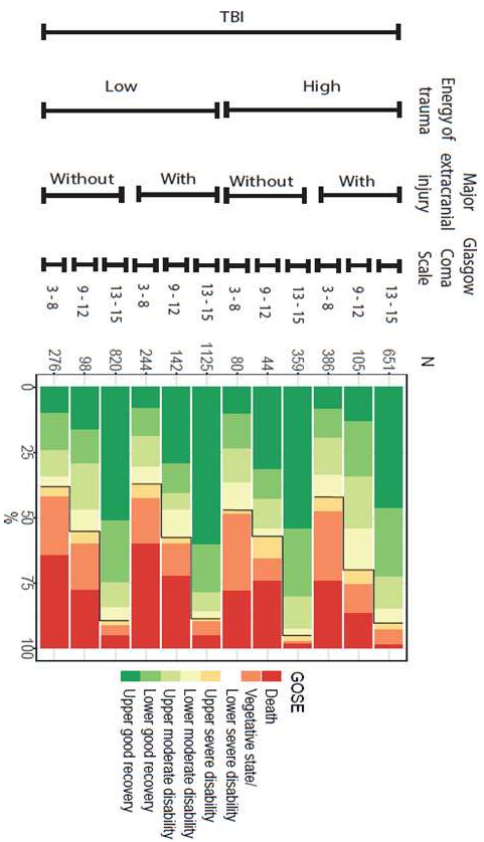 TBI
Energy of
trauma
Low
High
Major
extracranial
injury
Without
With
Without
With
Glasgow
Coma
Scale
3 - 8
9 - 12
13 - 15
3 - 8
9 - 12
13 - 15
3 - 8
9 - 12
13 - 15
3 - 8
9 - 12
13 - 15
N
276
98
820
244
142
1125
80
44
359
386
105
651
0
25
50
75
100
%
GOSE
Death
Vegetative state/
Lower severe disability
Upper severe disability
Lower moderate disability
Upper moderate disability
Lower good recovery
Upper good recovery